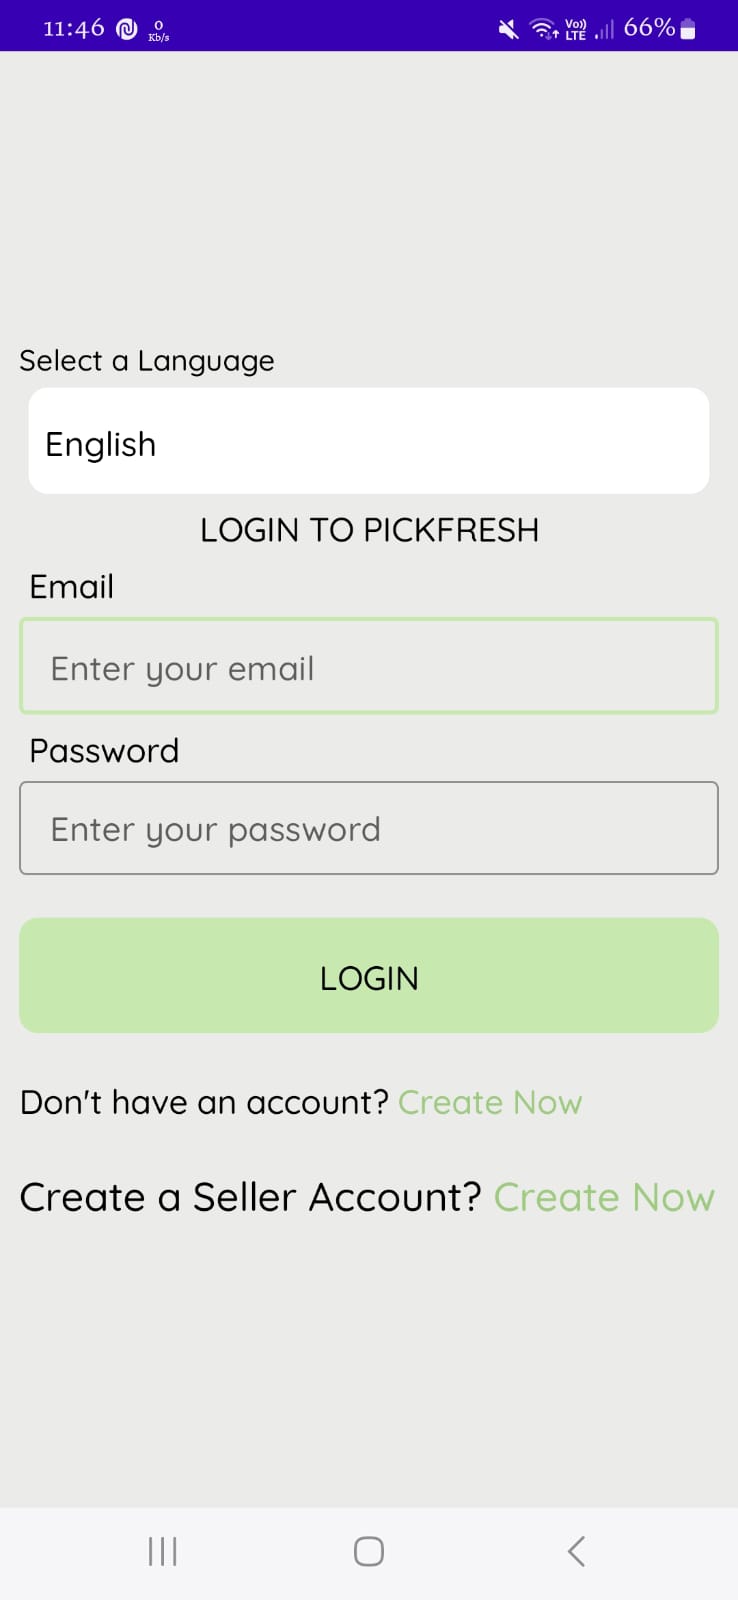 11:46 0 Kb/s Vo)) LTE 66%
Select a Language
English
LOGIN TO PICKFRESH
Email
Enter your email
Password
Enter your password
LOGIN
Don't have an account? Create Now
Create a Seller Account? Create Now